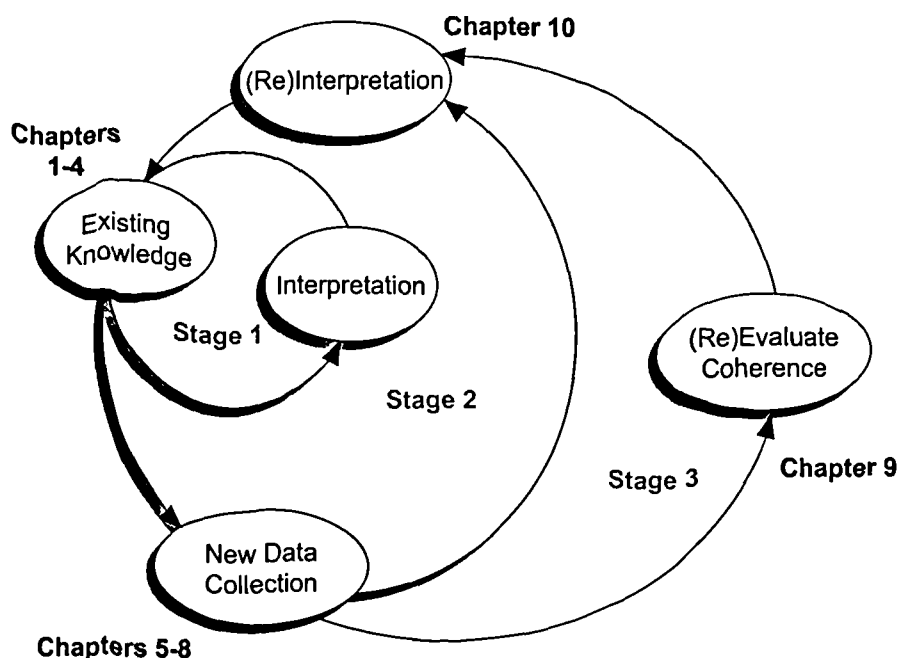 Chapter 10
(Re)Interpretation
Chapters
1-4
Existing
Knowledge
Interpretation
Stage 1
(Re)Evaluate
Coherence
Stage 2
Stage 3
Chapter 9
New Data
Collection
Chapters 5-8